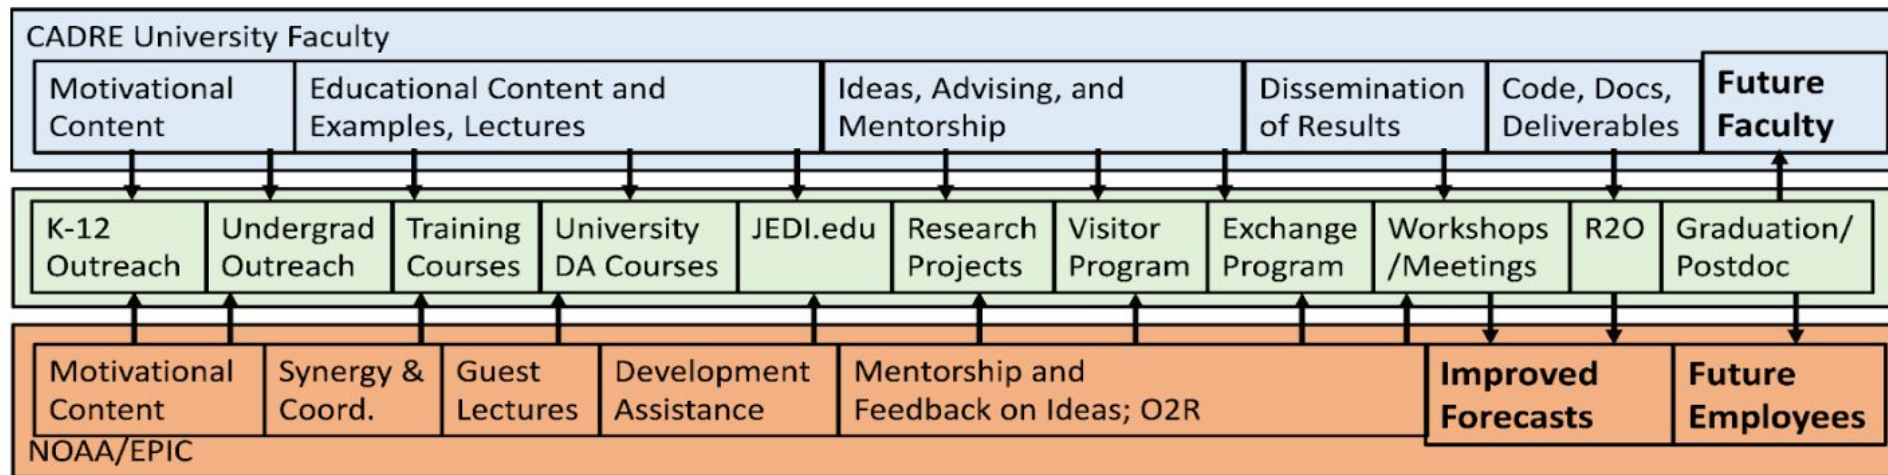 CADRE University Faculty
Motivational
Content
Educational Content and
Examples, Lectures
Ideas, Advising, and
Mentorship
Dissemination
of Results
Code, Docs,
Deliverables
Future
Faculty
K-12
Outreach
Undergrad
Outreach
Training
Courses
University
DA Courses
JEDI.edu
Research
Projects
Visitor
Program
Exchange
Program
Workshops
/Meetings
R2O
Graduation/
Postdoc
Motivational
Content
Synergy &
Coord.
Guest
Lectures
Development
Assistance
Mentorship and
Feedback on Ideas; O2R
Improved
Forecasts
Future
Employees
NOAA/EPIC